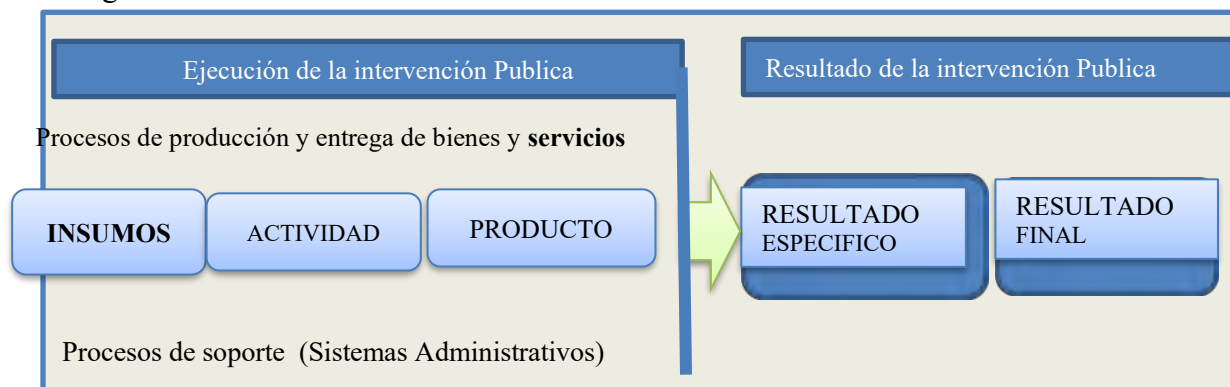 Ejecución de la intervención Publica
Resultado de la intervención Publica
Procesos de producción y entrega de bienes y servicios
INSUMOS
ACTIVIDAD
PRODUCTO
RESULTADO
ESPECIFICO
RESULTADO
FINAL
Procesos de soporte (Sistemas Administrativos)